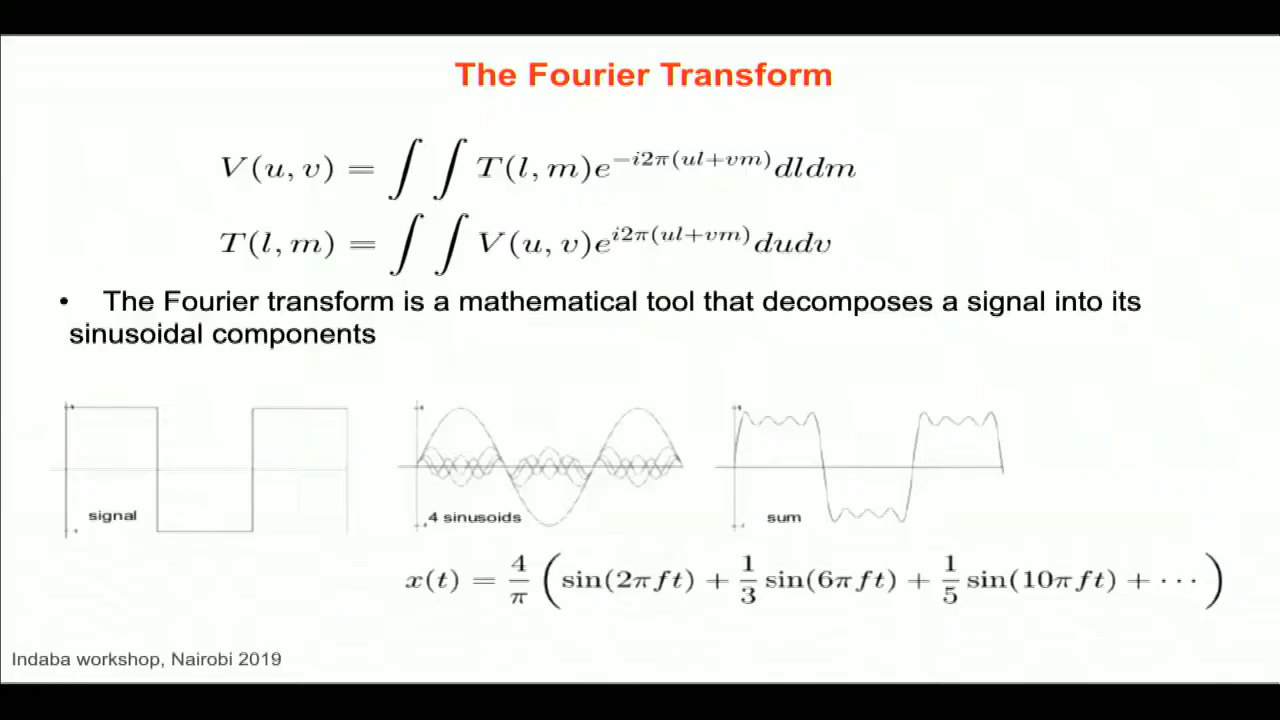 The Fourier Transform
V(u, v) = ∫ ∫ T(l, m)e^{−i2π(ul+vm)}dldm
T(l, m) = ∫ ∫ V(u, v)e^{i2π(ul+vm)}dudv
• The Fourier transform is a mathematical tool that decomposes a signal into its
sinusoidal components
signal
4 sinusoids
sum
x(t) = 4/π (sin(2πft) + 1/3 sin(6πft) + 1/5 sin(10πft) + ⋯)
Indaba workshop, Nairobi 2019